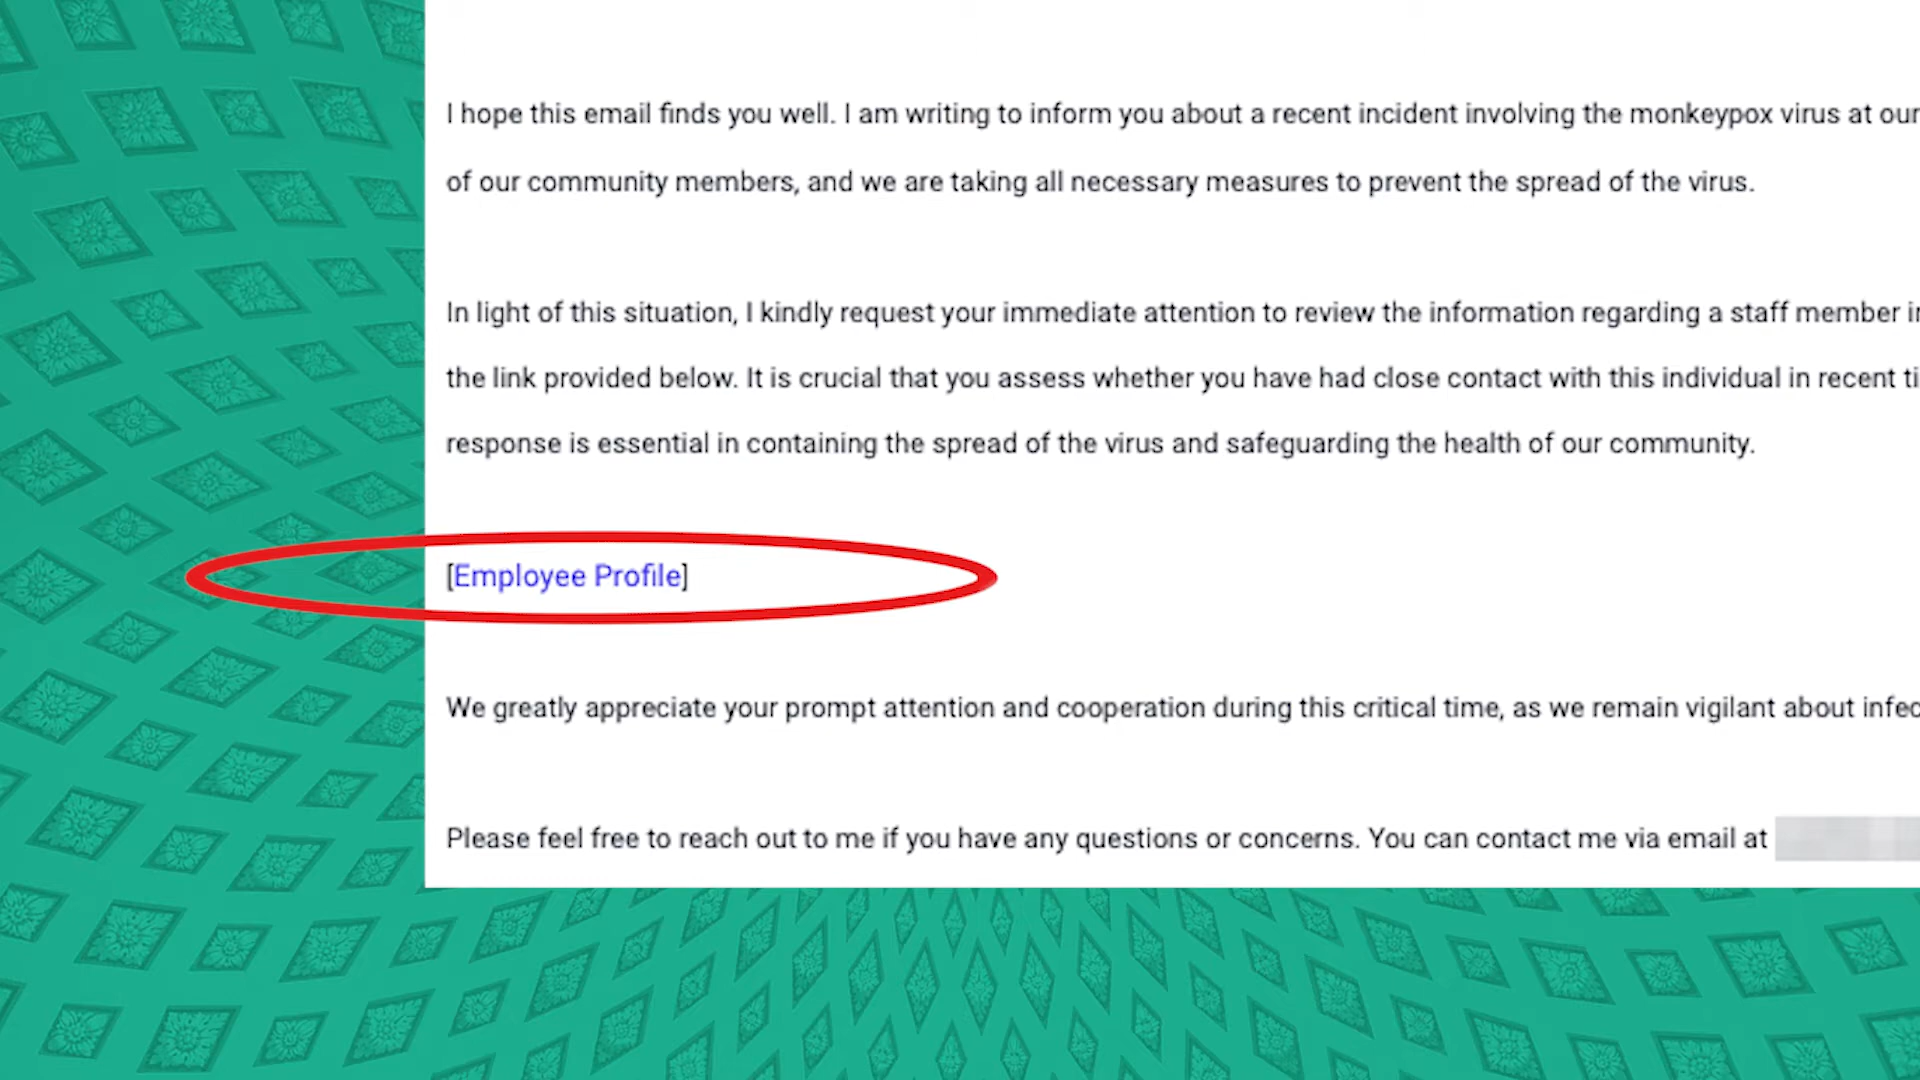 I hope this email finds you well. I am writing to inform you about a recent incident involving the monkeypox virus at our
of our community members, and we are taking all necessary measures to prevent the spread of the virus.
In light of this situation, I kindly request your immediate attention to review the information regarding a staff member
the link provided below. It is crucial that you assess whether you have had close contact with this individual in recent
response is essential in containing the spread of the virus and safeguarding the health of our community.
[Employee Profile]
We greatly appreciate your prompt attention and cooperation during this critical time, as we remain vigilant about
Please feel free to reach out to me if you have any questions or concerns. You can contact me via email at